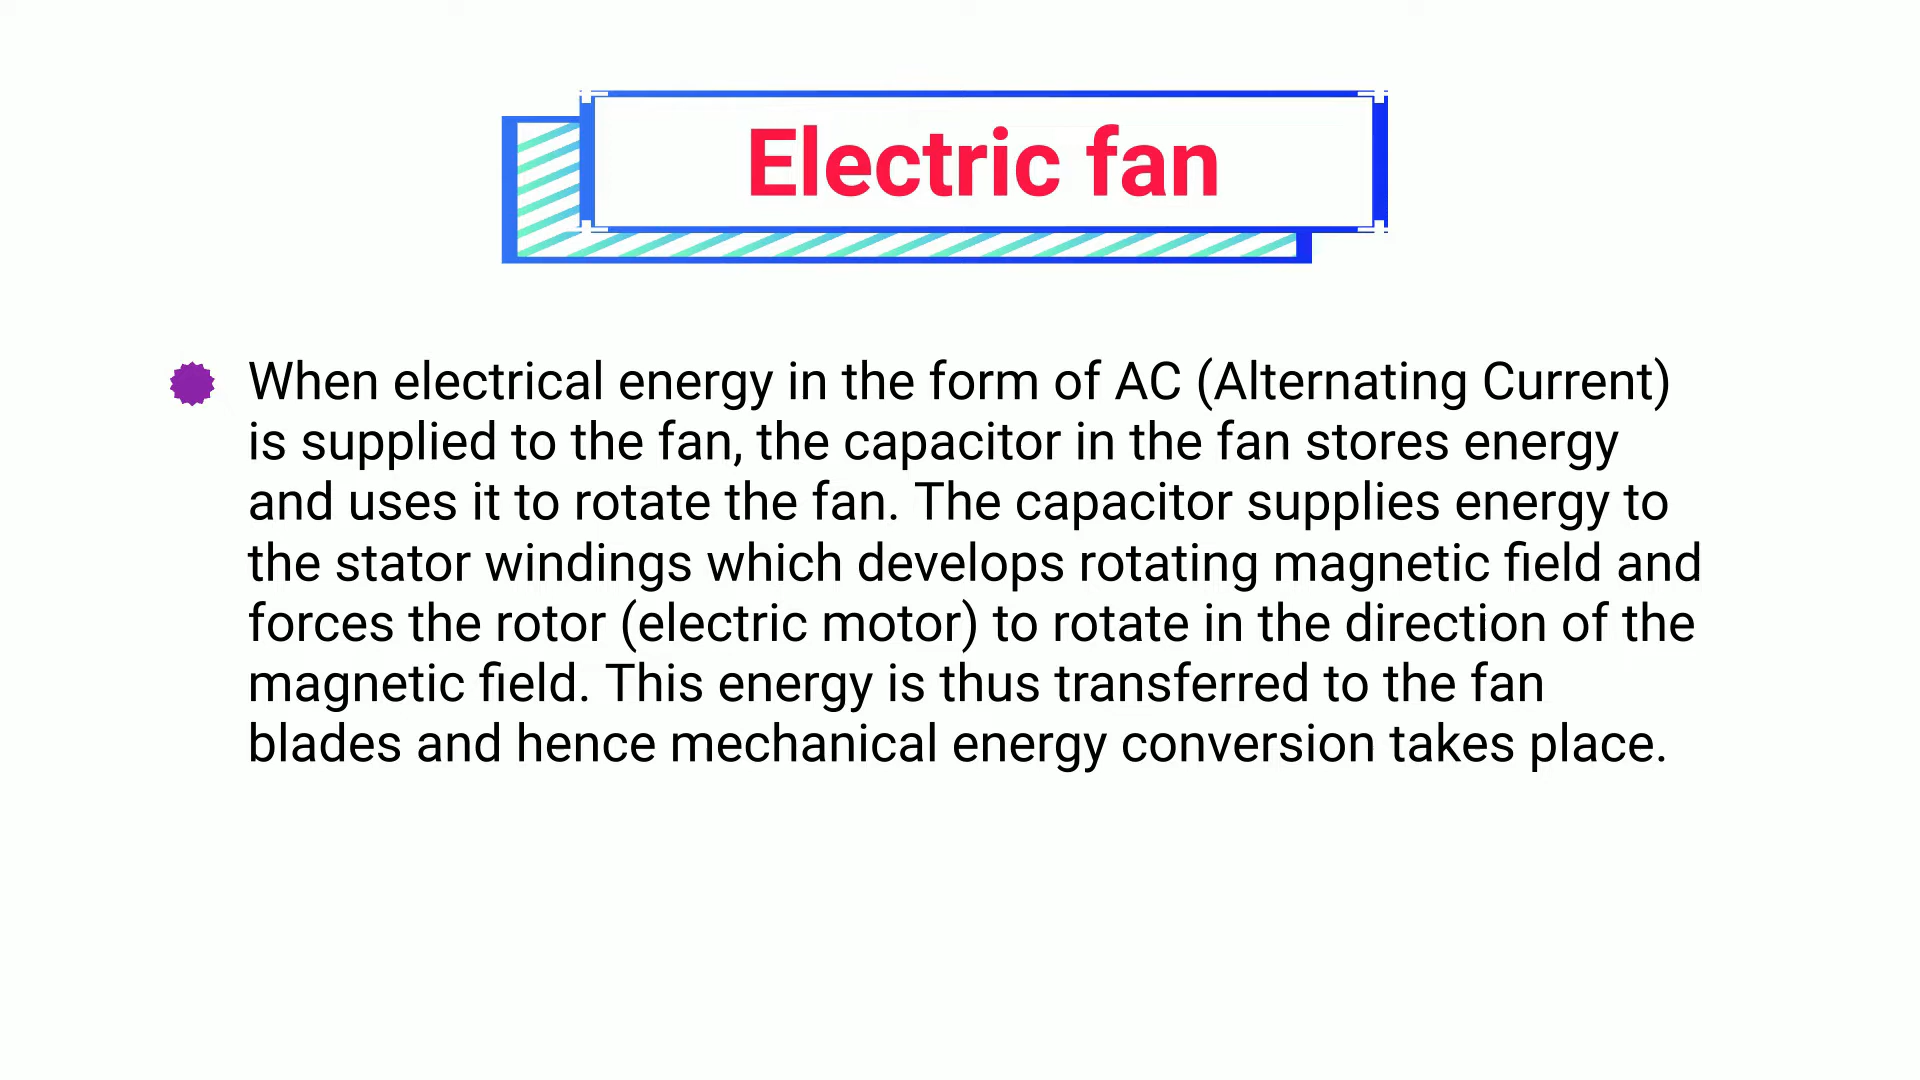 Electric fan
When electrical energy in the form of AC (Alternating Current)
is supplied to the fan, the capacitor in the fan stores energy
and uses it to rotate the fan. The capacitor supplies energy to
the stator windings which develops rotating magnetic field and
forces the rotor (electric motor) to rotate in the direction of the
magnetic field. This energy is thus transferred to the fan
blades and hence mechanical energy conversion takes place.